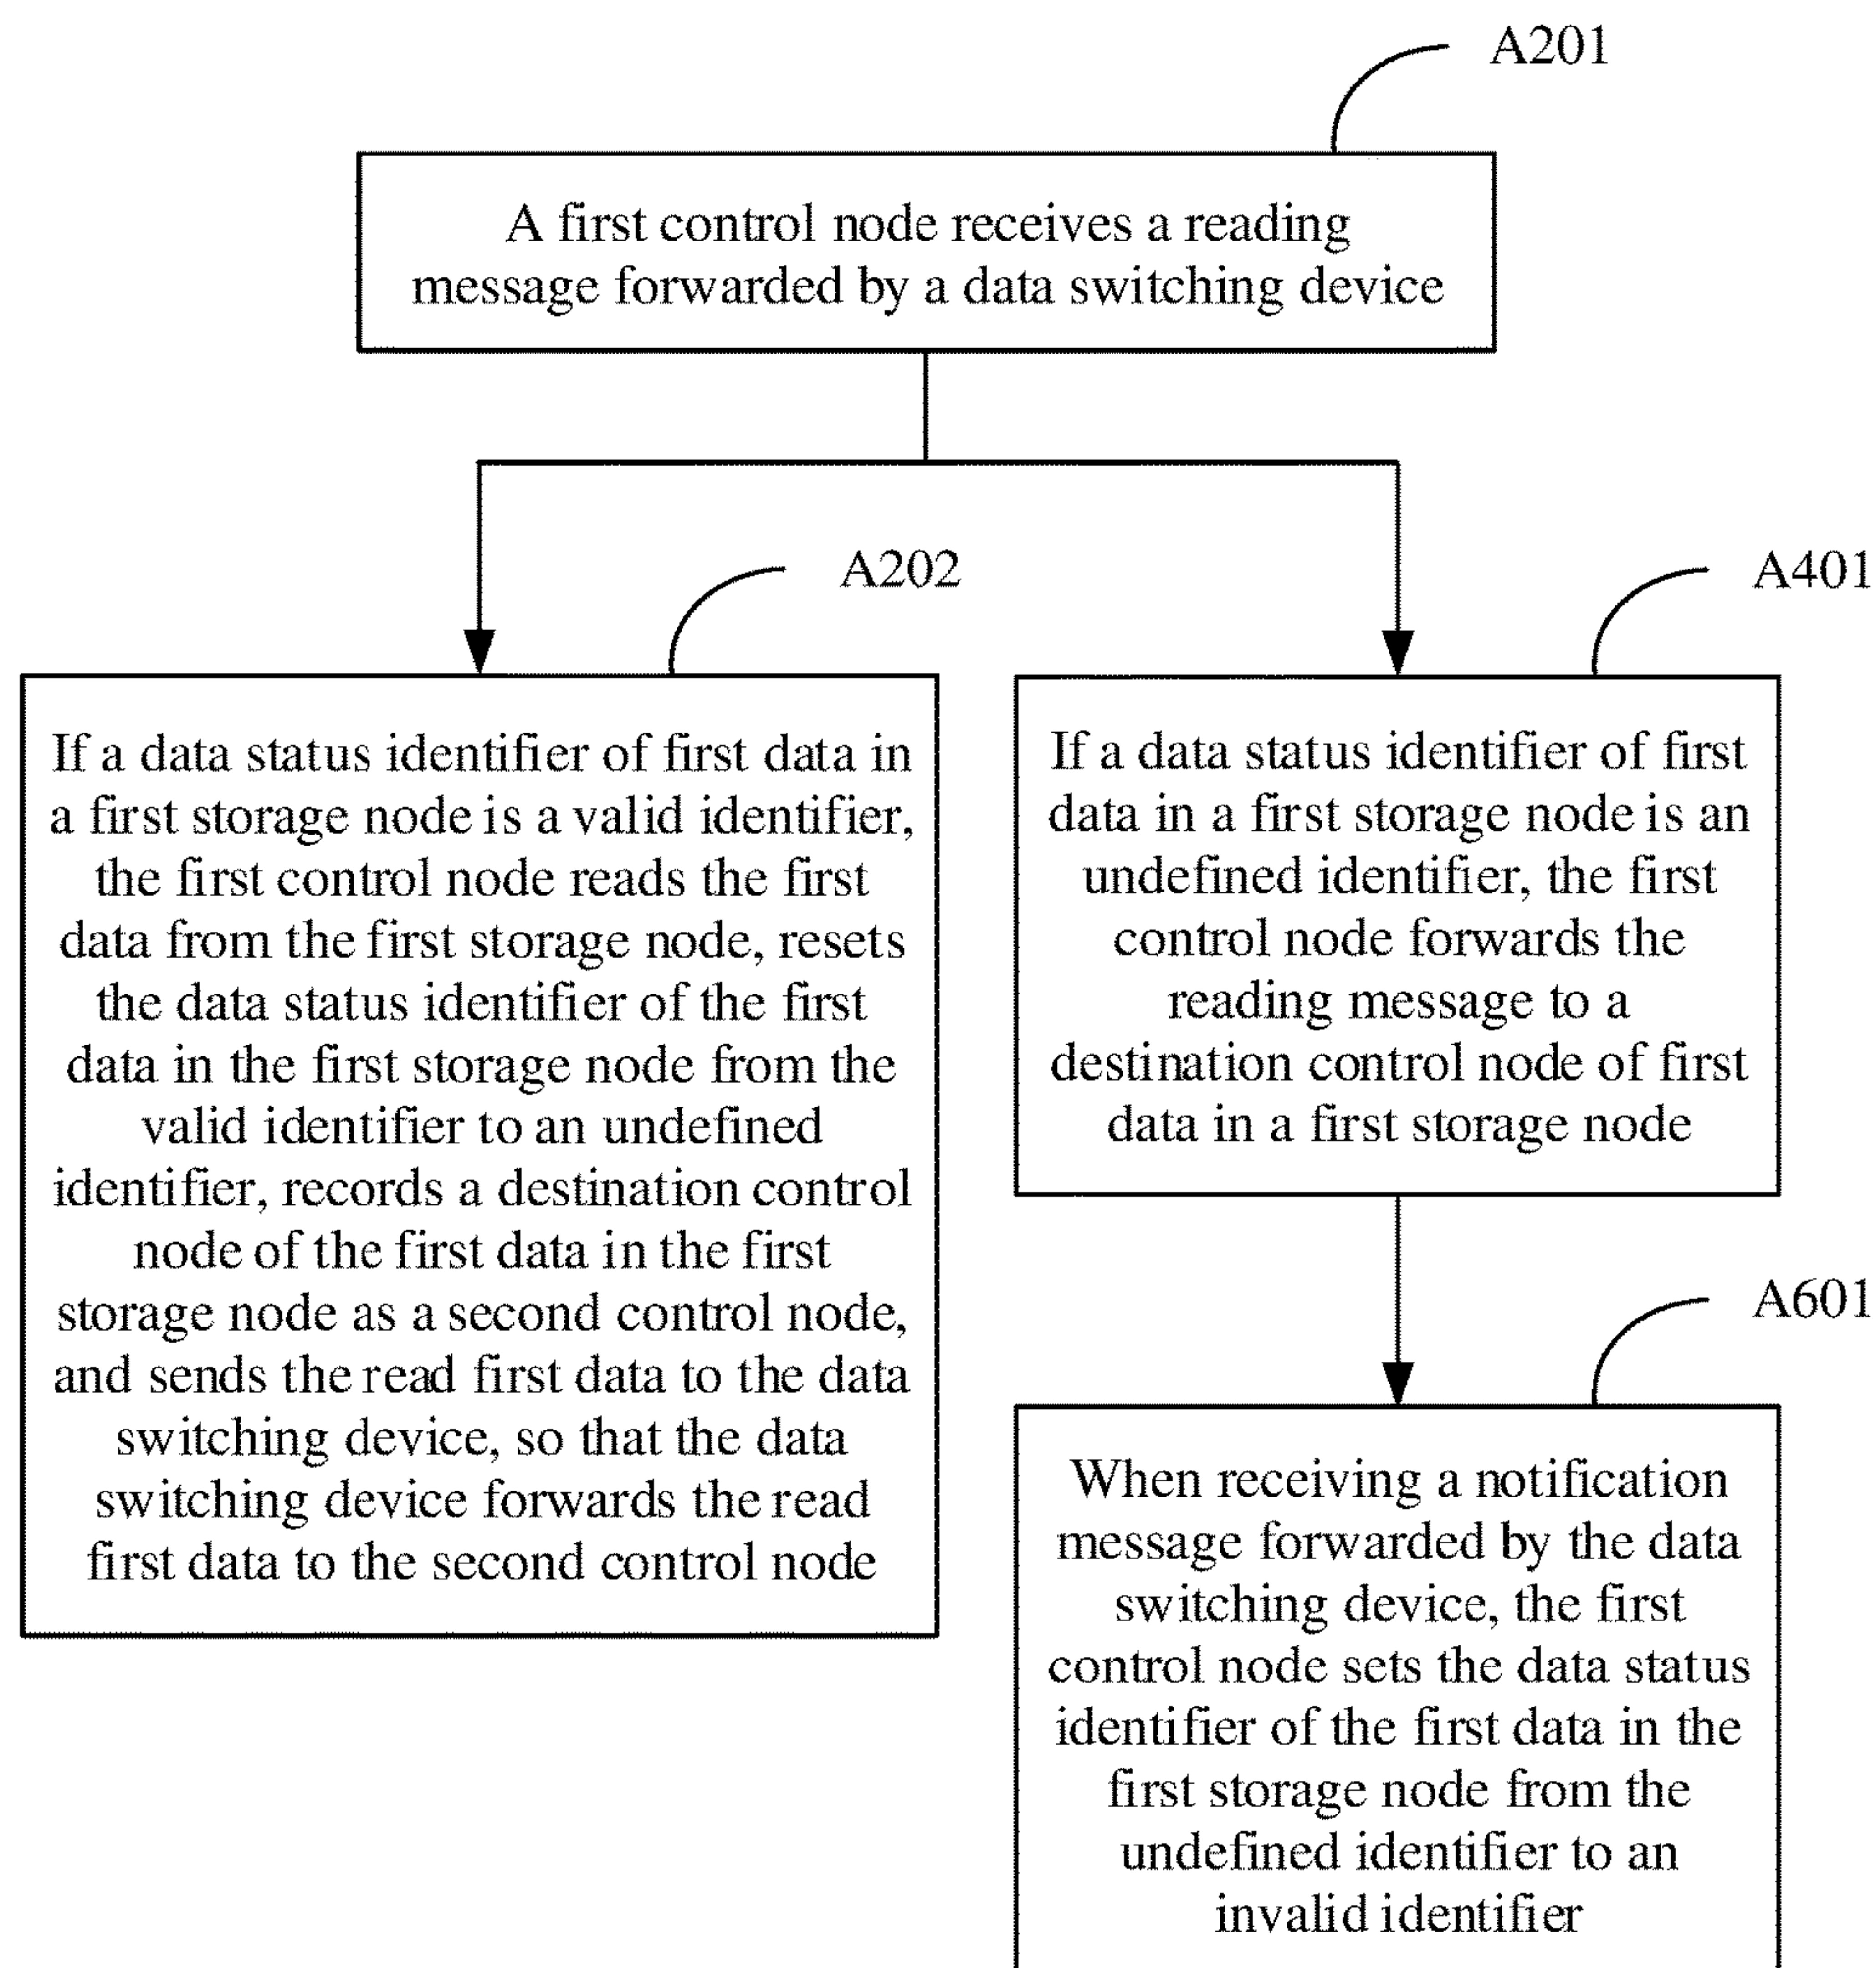 A201
A first control node receives a reading
message forwarded by a data switching device
A202
If a data status identifier of first data in
a first storage node is a valid identifier,
the first control node reads the first
data from the first storage node, resets
the data status identifier of the first
data in the first storage node from the
valid identifier to an undefined
identifier, records a destination control
node of the first data in the first
storage node as a second control node,
and sends the read first data to the data
switching device, so that the data
switching device forwards the read
first data to the second control node
A401
If a data status identifier of first
data in a first storage node is an
undefined identifier, the first
control node forwards the
reading message to a
destination control node of first
data in a first storage node
A601
When receiving a notification
message forwarded by the data
switching device, the first
control node sets the data status
identifier of the first data in the
first storage node from the
undefined identifier to an
invalid identifier